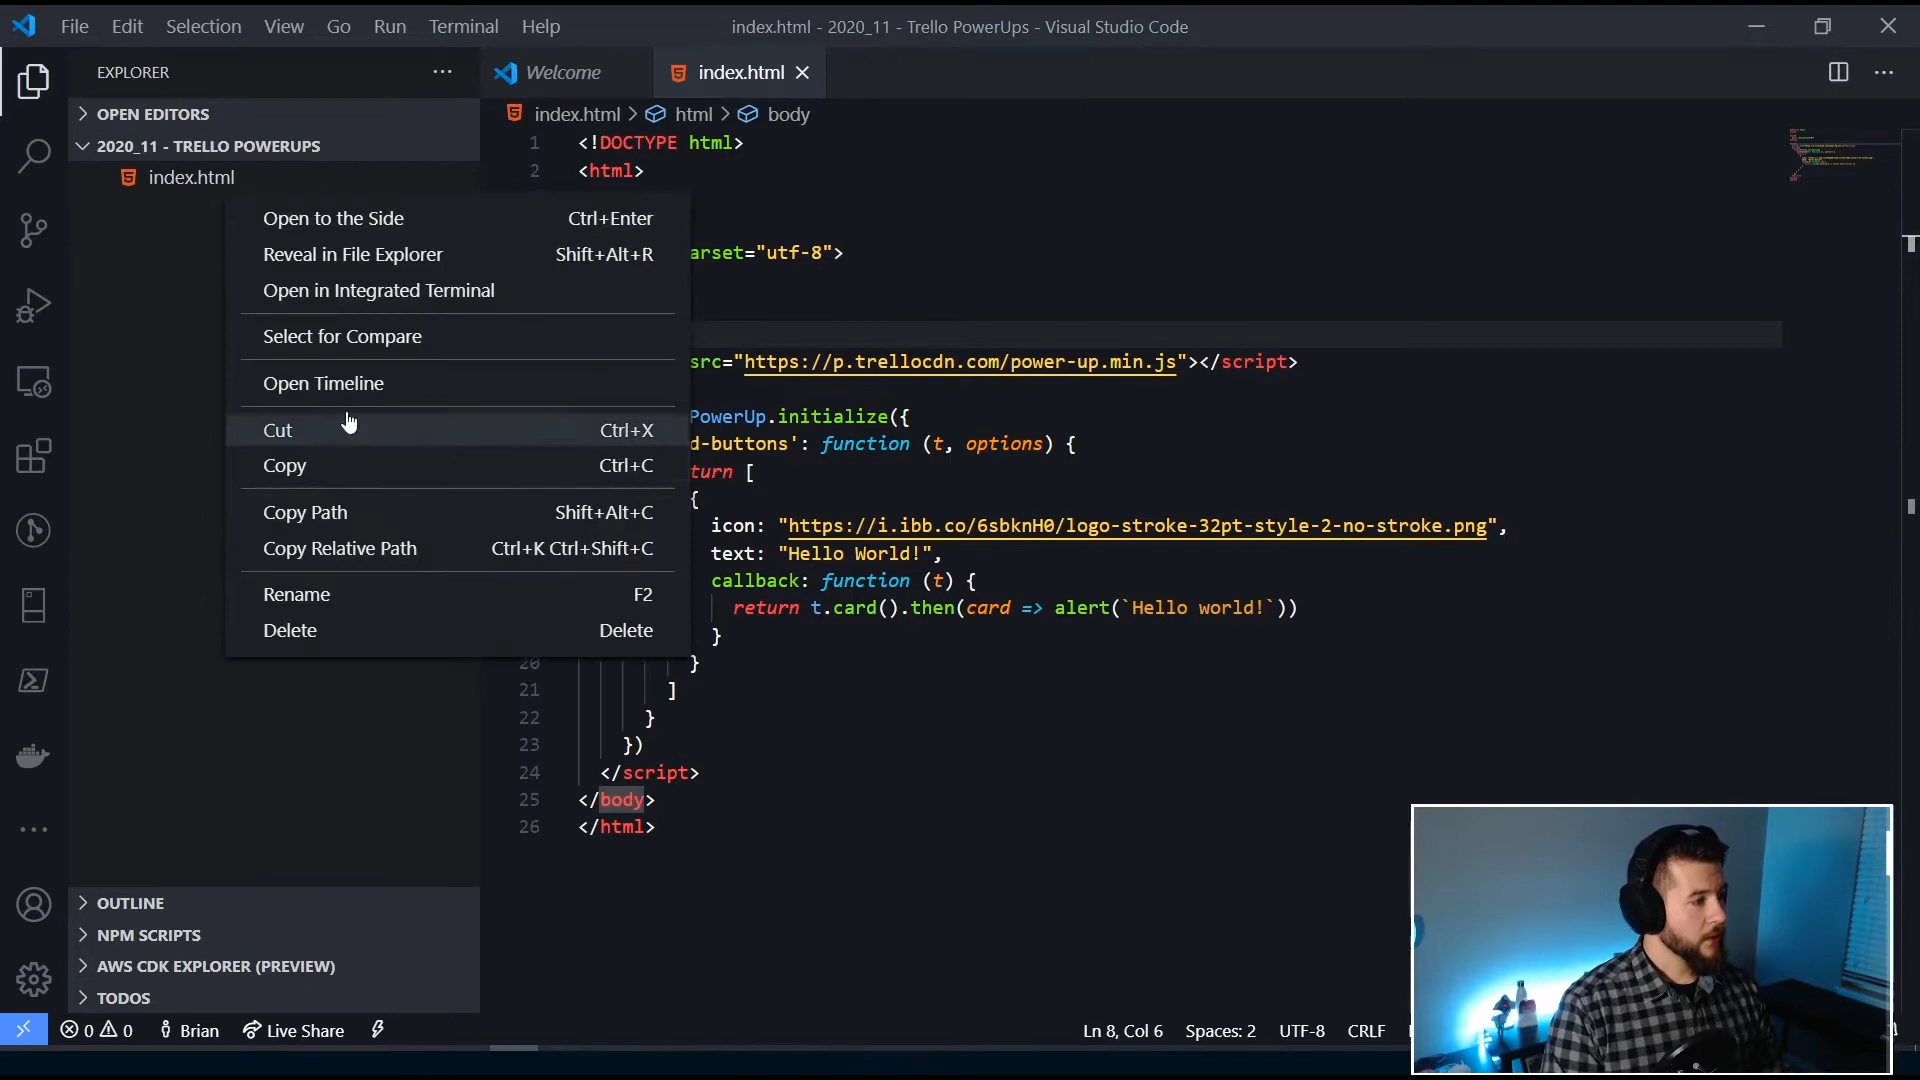 File Edit Selection View Go Run Terminal Help
index.html - 2020_11 - Trello PowerUps - Visual Studio Code
EXPLORER
Welcome
index.html
OPEN EDITORS
index.html > html > body
2020_11 - TRELLO POWERUPS
index.html
1 <!DOCTYPE html>
2 <html>
arset="utf-8">
src="https://p.trellocdn.com/power-up.min.js"></script>
PowerUp.initialize({
d-buttons': function (t, options) {
turn [
{
icon: "https://i.ibb.co/6sbknH0/logo-stroke-32pt-style-2-no-stroke.png",
text: "Hello World!",
callback: function (t) {
return t.card().then(card => alert(`Hello world!`))
}
20 }
21 ]
22 }
23 })
24 </script>
25 </body>
26 </html>
Open to the Side Ctrl+Enter
Reveal in File Explorer Shift+Alt+R
Open in Integrated Terminal
Select for Compare
Open Timeline
Cut Ctrl+X
Copy Ctrl+C
Copy Path Shift+Alt+C
Copy Relative Path Ctrl+K Ctrl+Shift+C
Rename F2
Delete Delete
OUTLINE
NPM SCRIPTS
AWS CDK EXPLORER (PREVIEW)
TODOS
0 0 Brian Live Share
Ln 8, Col 6 Spaces: 2 UTF-8 CRLF